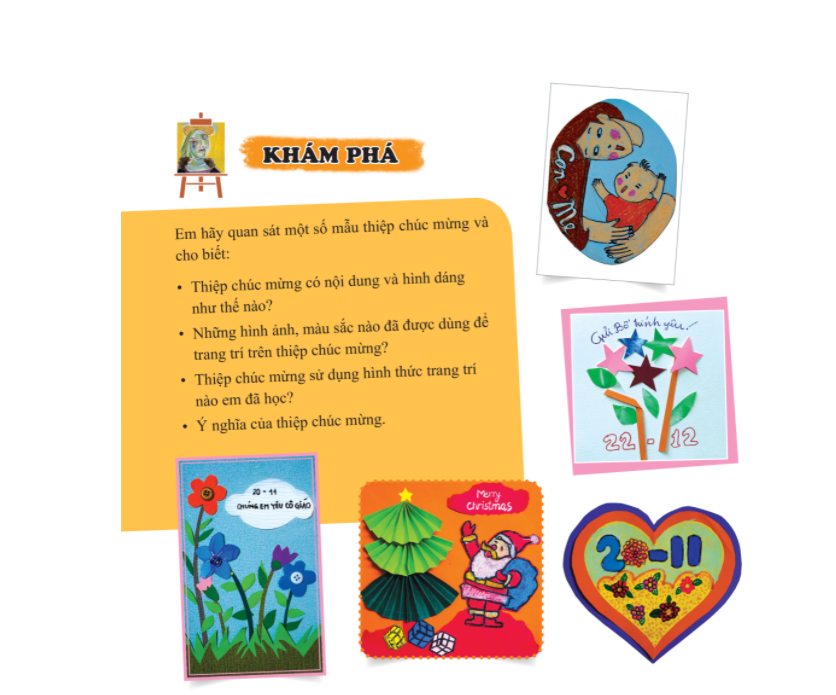 KHÁM PHÁ
Em hãy quan sát một số mẫu thiệp chúc mừng và
cho biết:
• Thiệp chúc mừng có nội dung và hình dáng
như thế nào?
• Những hình ảnh, màu sắc nào đã được dùng để
trang trí trên thiệp chúc mừng?
• Thiệp chúc mừng sử dụng hình thức trang trí
nào em đã học?
• Ý nghĩa của thiệp chúc mừng.
Con Mẹ
Gửi Bố kính yêu!
22 - 12
20 - 11
CHÚNG EM YÊU CÔ GIÁO
Merry
Christmas
20-11